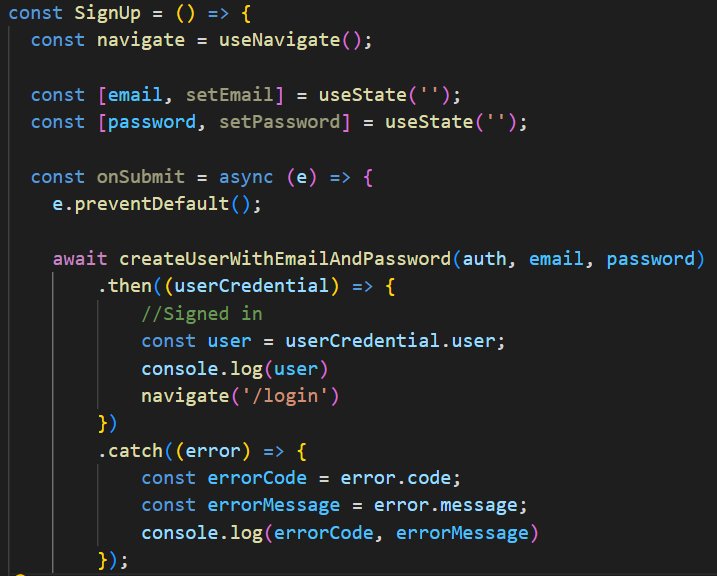 const SignUp = () => {
const navigate = useNavigate();
const [email, setEmail] = useState('');
const [password, setPassword] = useState('');
const onSubmit = async (e) => {
e.preventDefault();
await createUserWithEmailAndPassword(auth, email, password)
.then((userCredential) => {
//Signed in
const user = userCredential.user;
console.log(user)
navigate('/login')
})
.catch((error) => {
const errorCode = error.code;
const errorMessage = error.message;
console.log(errorCode, errorMessage)
});